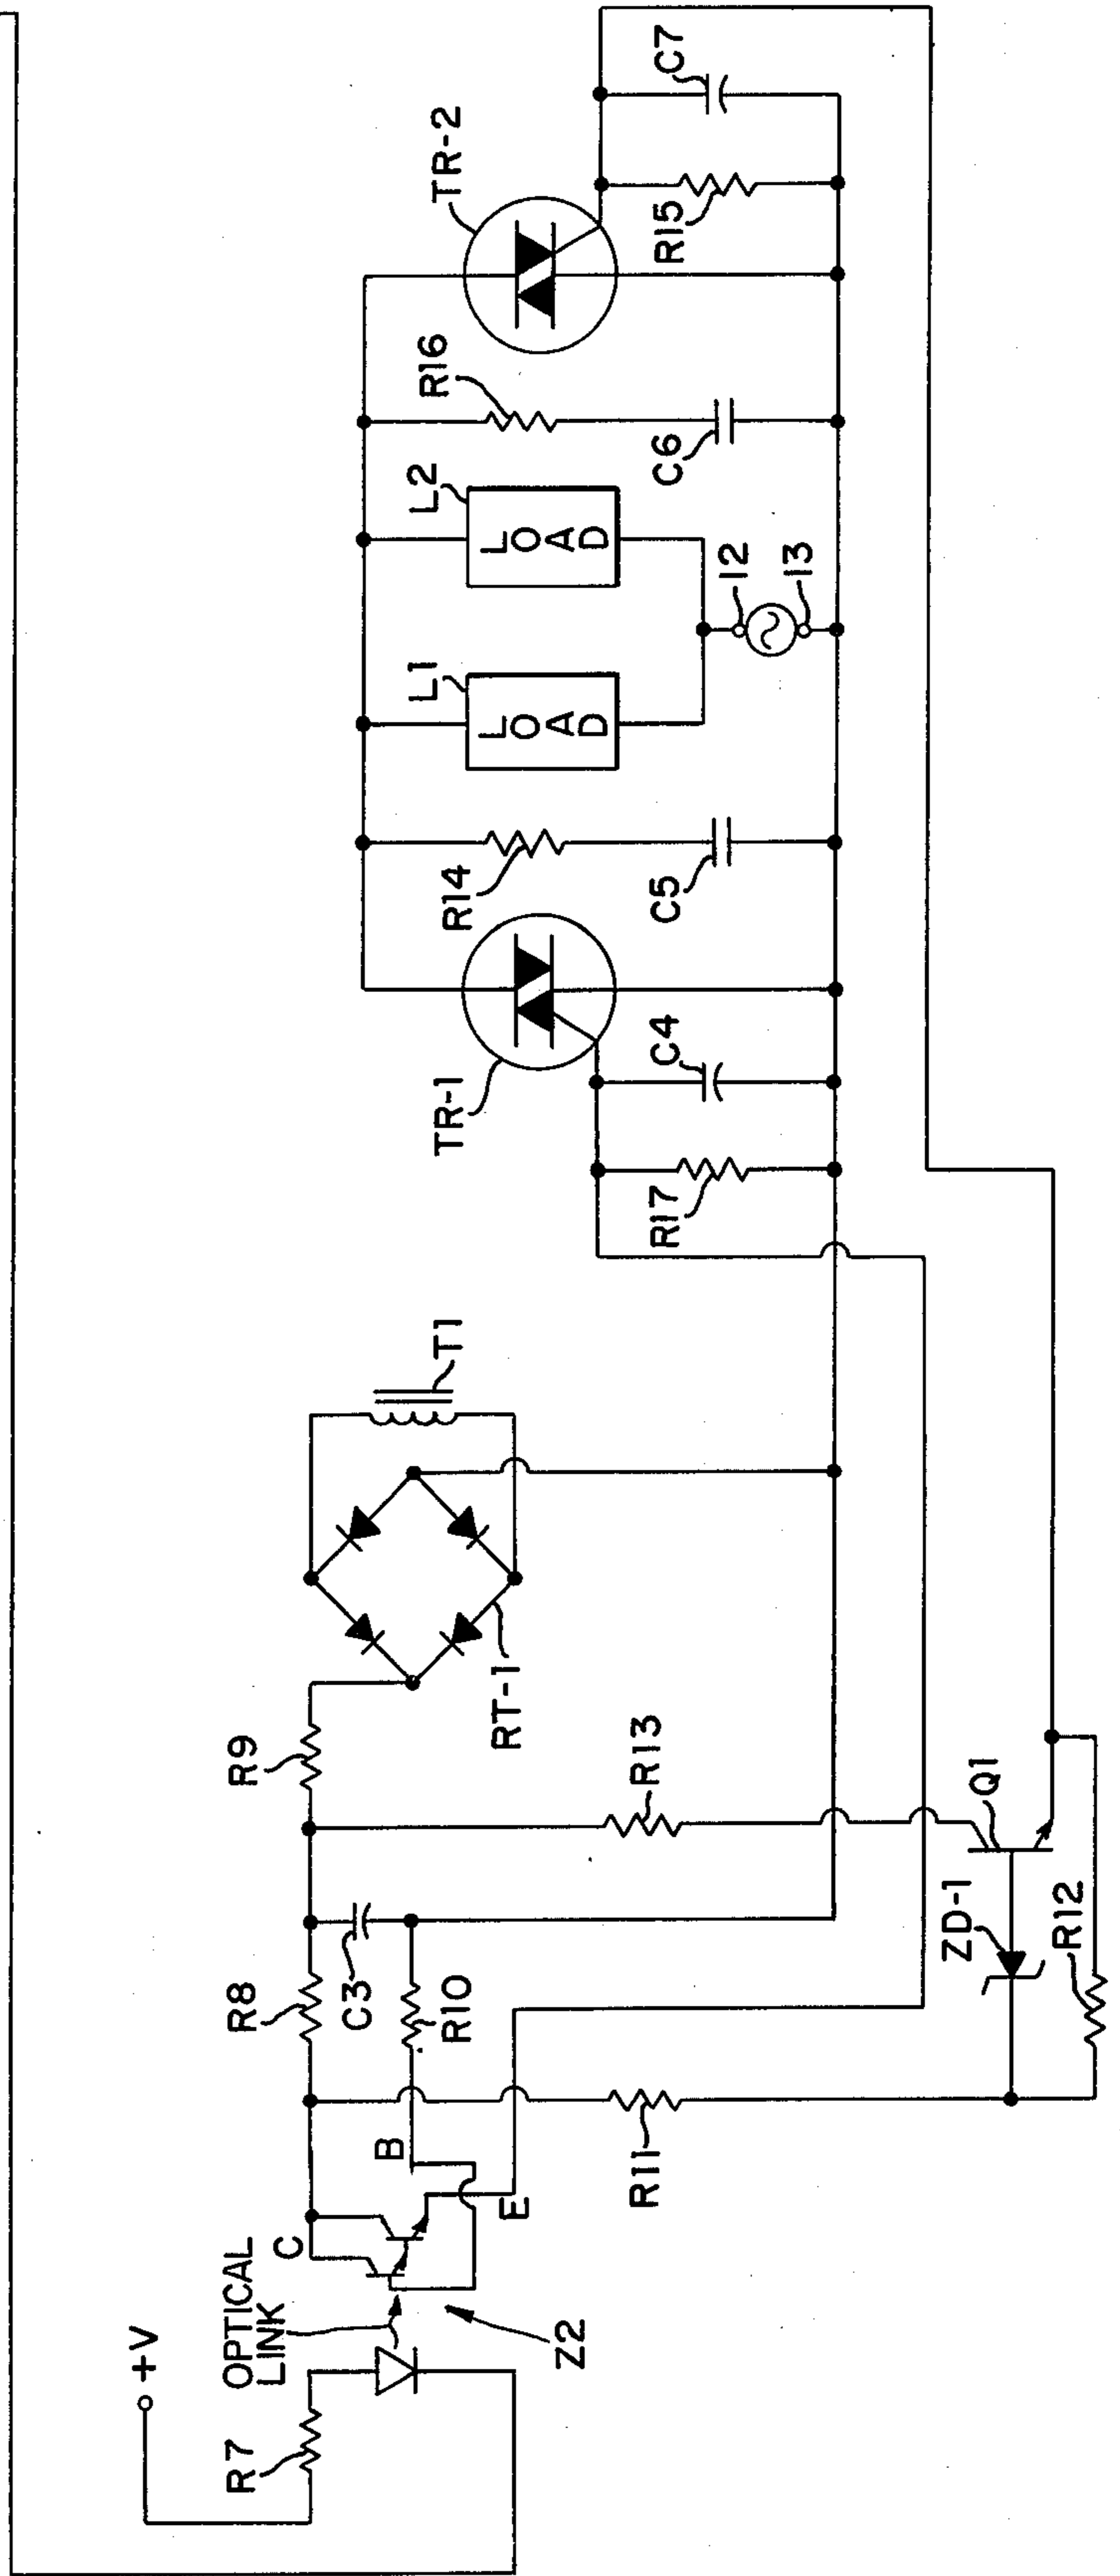 +V
R7
OPTICAL
LINK
Z2
C
B
E
R8
C3
R10
R11
R9
R13
RT-1
T1
ZD-1
Q1
R12
TR-1
R17
C4
R14
C5
L1
LOAD
L2
LOAD
12
13
R16
C6
TR-2
R15
C7